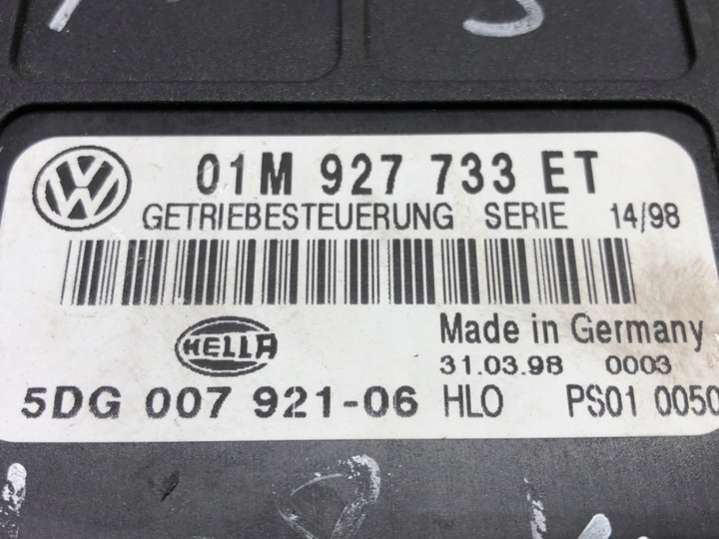 01M 927 733 ET
GETRIEBESTEUERUNG SERIE 14/98
HELLA
Made in Germany
31.03.98 0003
5DG 007 921-06 HLO PS01 0050